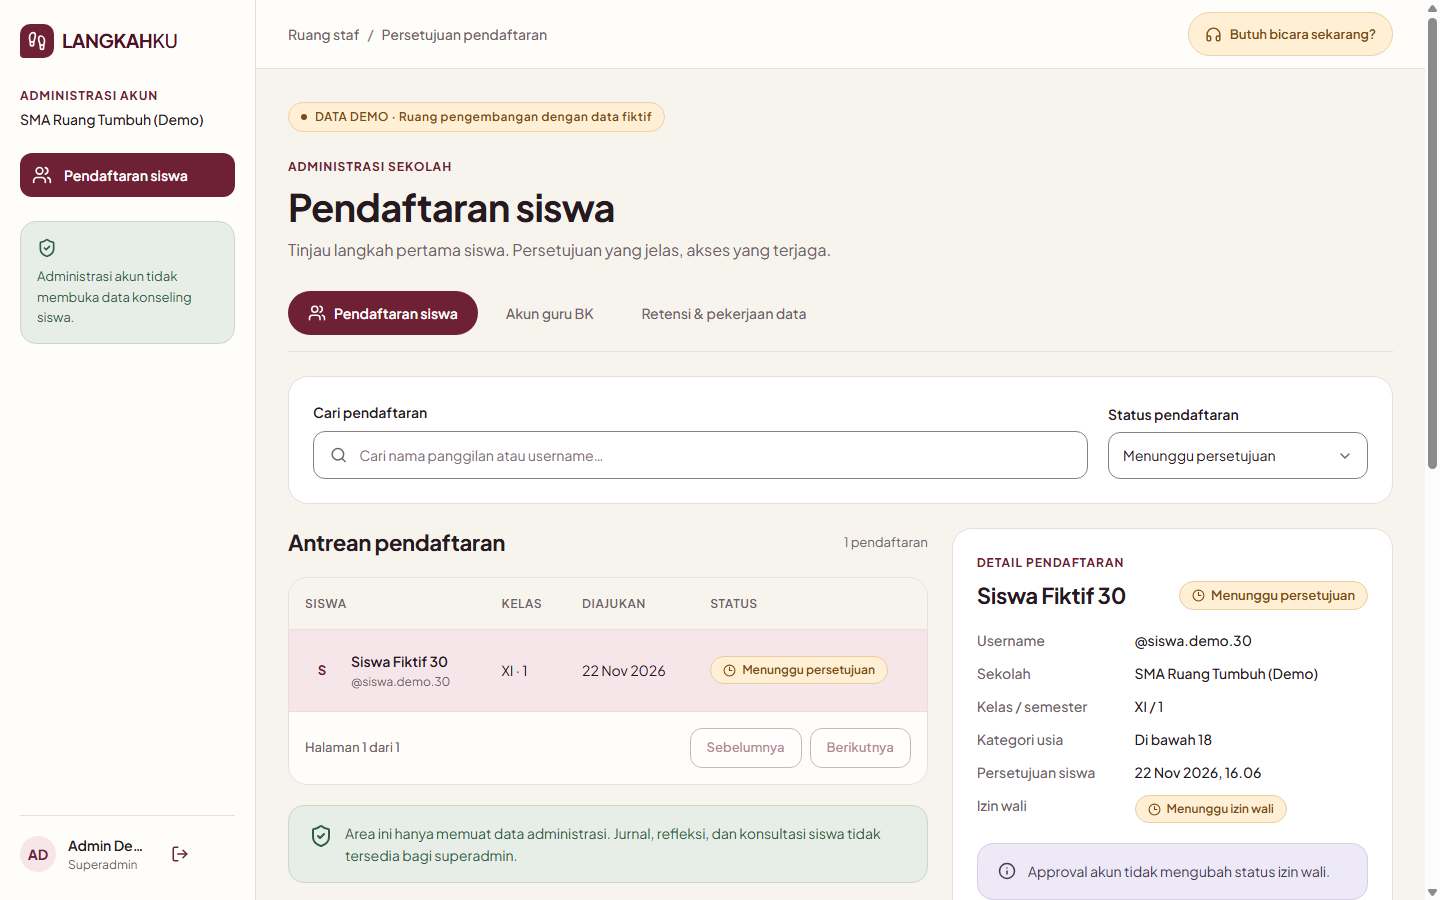 LANGKAHKU
ADMINISTRASI AKUN
SMA Ruang Tumbuh (Demo)
Pendaftaran siswa
Administrasi akun tidak
membuka data konseling
siswa.
AD
Admin De...
Superadmin
Ruang staf / Persetujuan pendaftaran
Butuh bicara sekarang?
DATA DEMO · Ruang pengembangan dengan data fiktif
ADMINISTRASI SEKOLAH
Pendaftaran siswa
Tinjau langkah pertama siswa. Persetujuan yang jelas, akses yang terjaga.
Pendaftaran siswa Akun guru BK Retensi & pekerjaan data
Cari pendaftaran
Cari nama panggilan atau username...
Status pendaftaran
Menunggu persetujuan
Antrean pendaftaran
1 pendaftaran
SISWA KELAS DIAJUKAN STATUS
S Siswa Fiktif 30 XI · 1 22 Nov 2026 Menunggu persetujuan
@siswa.demo.30
Halaman 1 dari 1 Sebelumnya Berikutnya
Area ini hanya memuat data administrasi. Jurnal, refleksi, dan konsultasi siswa tidak
tersedia bagi superadmin.
DETAIL PENDAFTARAN
Siswa Fiktif 30 Menunggu persetujuan
Username @siswa.demo.30
Sekolah SMA Ruang Tumbuh (Demo)
Kelas / semester XI / 1
Kategori usia Di bawah 18
Persetujuan siswa 22 Nov 2026, 16.06
Izin wali Menunggu izin wali
Approval akun tidak mengubah status izin wali.